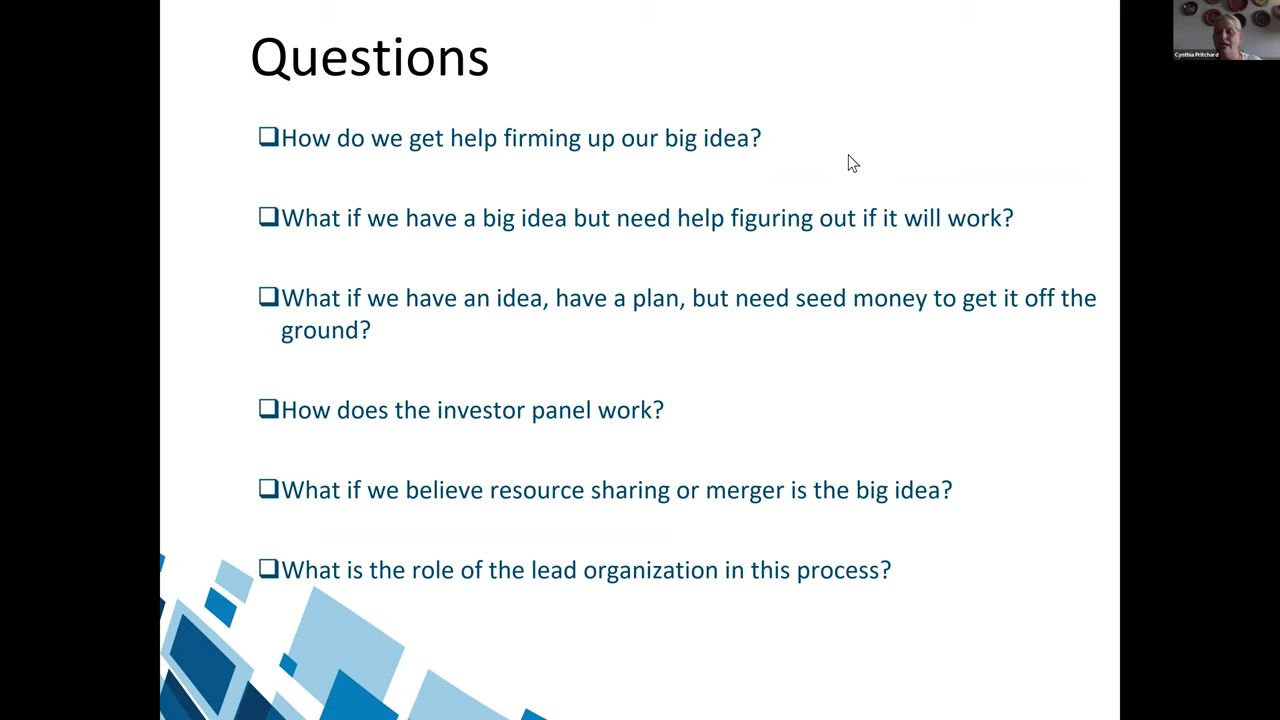 Questions
Cynthia Pritchard
How do we get help firming up our big idea?
What if we have a big idea but need help figuring out if it will work?
What if we have an idea, have a plan, but need seed money to get it off the
ground?
How does the investor panel work?
What if we believe resource sharing or merger is the big idea?
What is the role of the lead organization in this process?